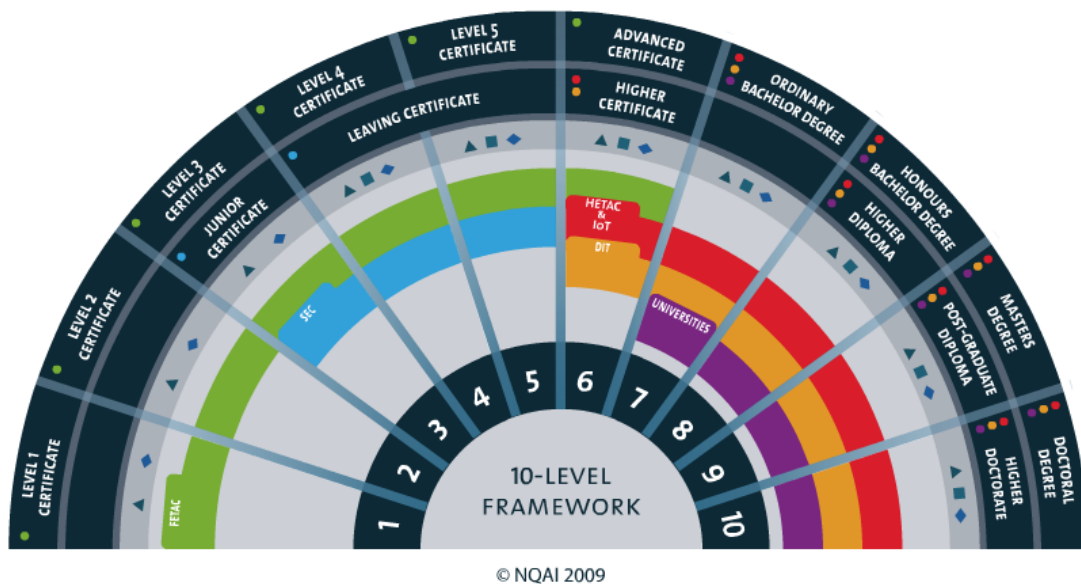 LEVEL 1
CERTIFICATE
LEVEL 2
CERTIFICATE
LEVEL 3
CERTIFICATE
LEVEL 4
CERTIFICATE
LEVEL 5
CERTIFICATE
ADVANCED
CERTIFICATE
ORDINARY
BACHELOR DEGREE
HONOURS
BACHELOR DEGREE
MASTERS
DEGREE
DOCTORAL
DEGREE
JUNIOR
CERTIFICATE
LEAVING CERTIFICATE
HIGHER
CERTIFICATE
HIGHER
DIPLOMA
POST-GRADUATE
DIPLOMA
HIGHER
DOCTORATE
FETAC
SEC
HETAC
&
IoT
DIT
UNIVERSITIES
1
2
3
4
5
6
7
8
9
10
10-LEVEL
FRAMEWORK
© NQAI 2009